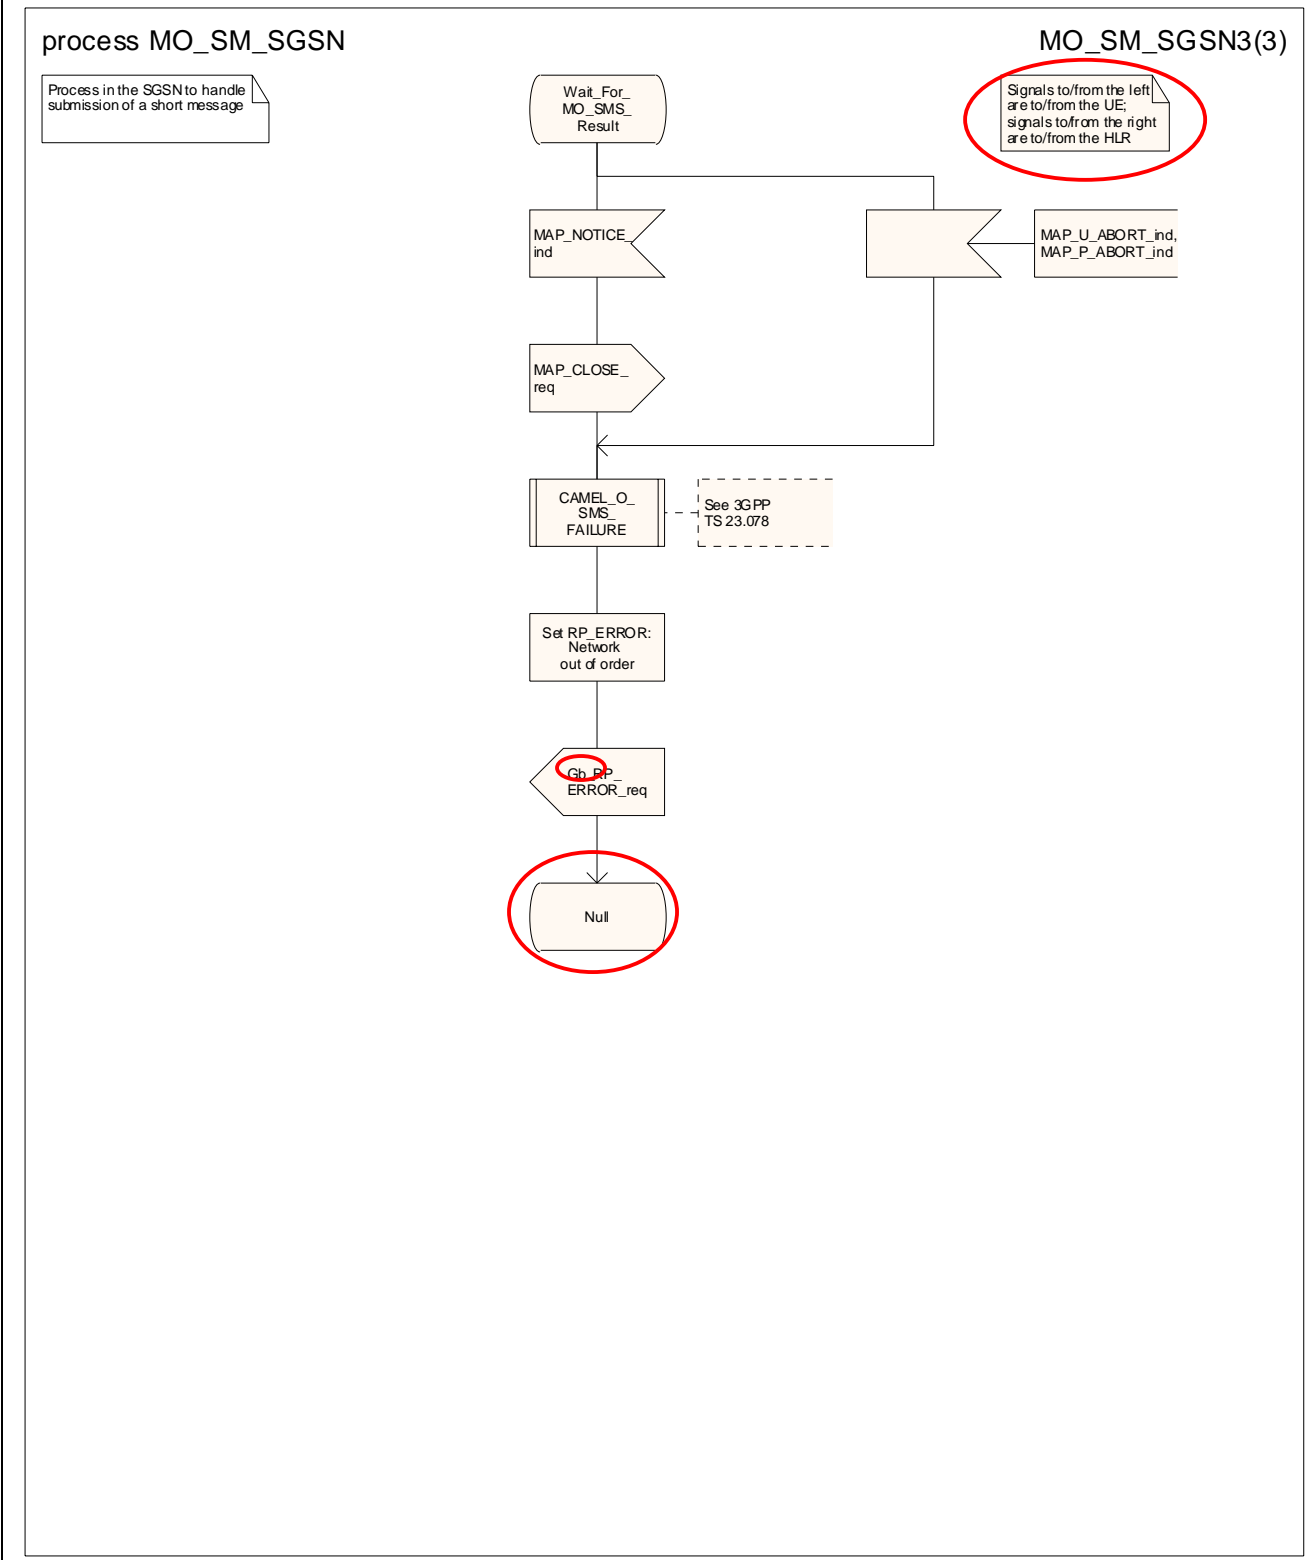 process MO_SM_SGSN
MO_SM_SGSN3(3)
Process in the SGSN to handle
submission of a short message
Wait_For_
MO_SMS_
Result
Signals to/from the left
are to/from the UE;
signals to/from the right
are to/from the HLR
MAP_NOTICE_
ind
MAP_U_ABORT_ind,
MAP_P_ABORT_ind
MAP_CLOSE_
req
CAMEL_O_
SMS_
FAILURE
See 3GPP
TS 23.078
Set RP_ERROR:
Network
out of order
Gb_RP_
ERROR_req
Null